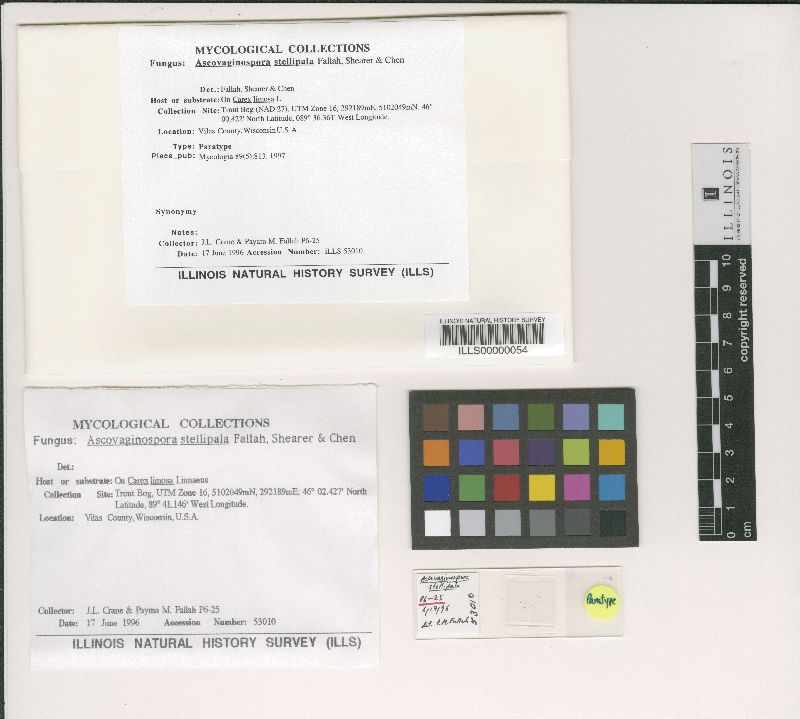 MYCOLOGICAL COLLECTIONS
Fungus: Ascovaginospora stellipala Fallah, Shearer & Chen
Det.: Fallah, Shearer & Chen
Host or substrate: On Carex limosa L.
Collection Site: Trout Bog (NAD 27), UTM Zone 16, 292189mE, 5102049mN, 46°
00.422' North Latitude, 089° 36.361' West Longitude.
Location: Vilas County, Wisconsin U.S.A
Type: Paratype
Place_pub: Mycologia 89(5):813. 1997.
Synonymy
Notes:
Collector: J.L. Crane & Payam M. Fallah P6-25
Date: 17 June 1996 Accession Number: ILLS 53010
ILLINOIS NATURAL HISTORY SURVEY (ILLS)
ILLINOIS NATURAL HISTORY SURVEY
ILLS00000054
MYCOLOGICAL COLLECTIONS
Fungus: Ascovaginospora stellipala Fallah, Shearer & Chen
Det.:
Host or substrate: On Carex limosa Linnaeus
Collection Site: Trout Bog, UTM Zone 16, 5102049mN, 292189mE; 46° 02.427' North
Latitude, 89° 41.146' West Longitude.
Location: Vilas County, Wisconsin, U.S.A.
Collector: J.L. Crane & Payma M. Fallah P6-25
Date: 17 June 1996 Accession Number: 53010
ILLINOIS NATURAL HISTORY SURVEY (ILLS)
Ascovaginospora
stellipala
P6-25
P.M. Fallah
53010
Paratype
I ILLINOIS
0 1 2 3 4 5 6 7 8 9 10
cm
copyright reserved